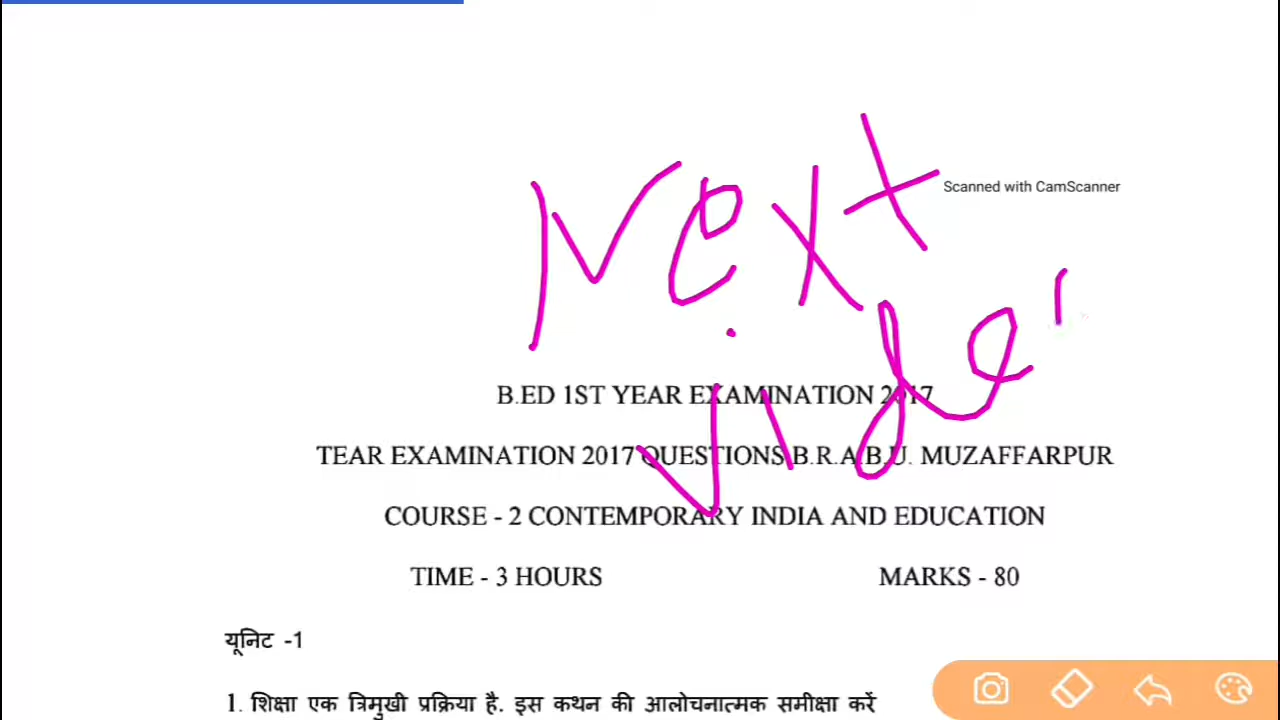 Next
Scanned with CamScanner
vide
B.ED 1ST YEAR EXAMINATION 2017
TEAR EXAMINATION 2017 QUESTIONS B.R.A.B.U. MUZAFFARPUR
COURSE - 2 CONTEMPORARY INDIA AND EDUCATION
TIME - 3 HOURS MARKS - 80
यूनिट -1
1. शिक्षा एक त्रिमुखी प्रक्रिया है. इस कथन की आलोचनात्मक समीक्षा करें